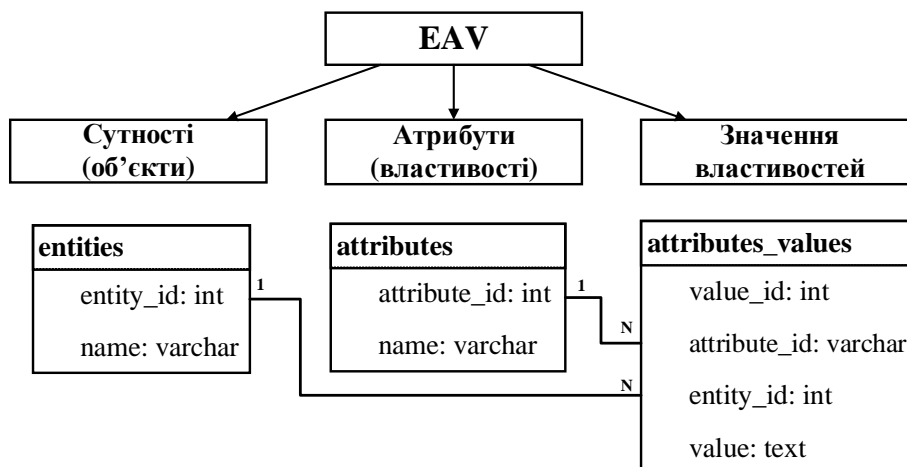 EAV
Сутності
(об’єкти)
Атрибути
(властивості)
Значення
властивостей
entities
entity_id: int
name: varchar
attributes
attribute_id: int
name: varchar
attributes_values
value_id: int
attribute_id: varchar
entity_id: int
value: text
1
1
N
N